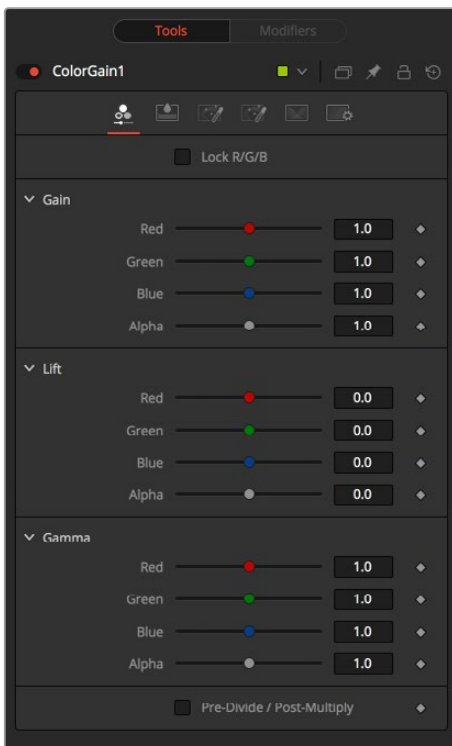 Tools Modifiers
ColorGain1
Lock R/G/B
Gain
Red 1.0
Green 1.0
Blue 1.0
Alpha 1.0
Lift
Red 0.0
Green 0.0
Blue 0.0
Alpha 0.0
Gamma
Red 1.0
Green 1.0
Blue 1.0
Alpha 1.0
Pre-Divide / Post-Multiply